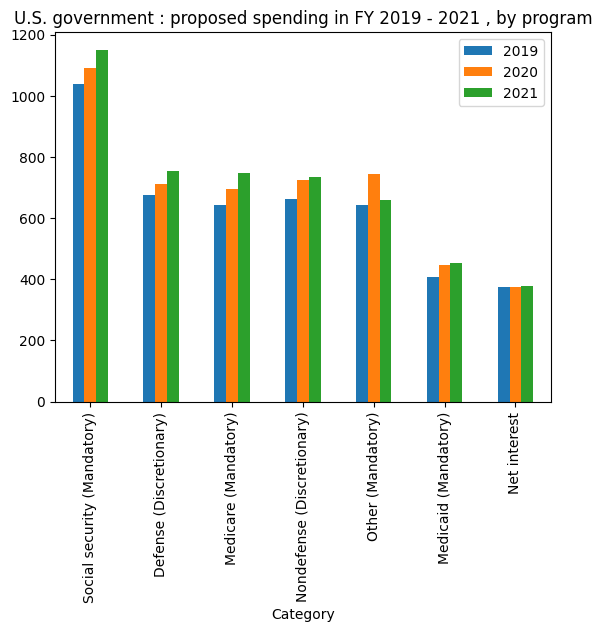 U.S. government : proposed spending in FY 2019 - 2021 , by program
1200
1000
800
600
400
200
0
2019
2020
2021
Social security (Mandatory)
Defense (Discretionary)
Medicare (Mandatory)
Nondefense (Discretionary)
Other (Mandatory)
Medicaid (Mandatory)
Net interest
Category